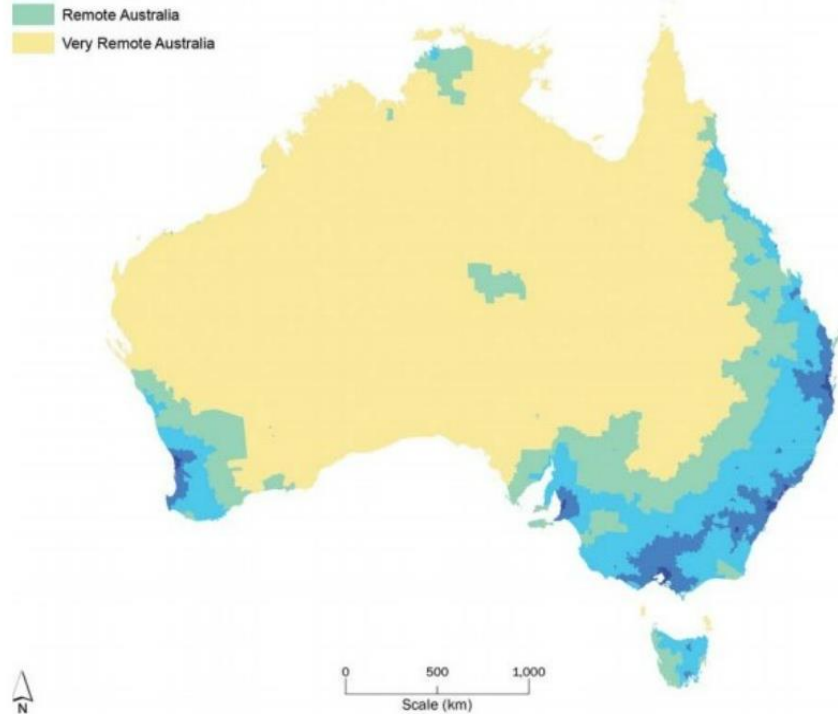 Remote Australia
Very Remote Australia
0 500 1,000
Scale (km)
N